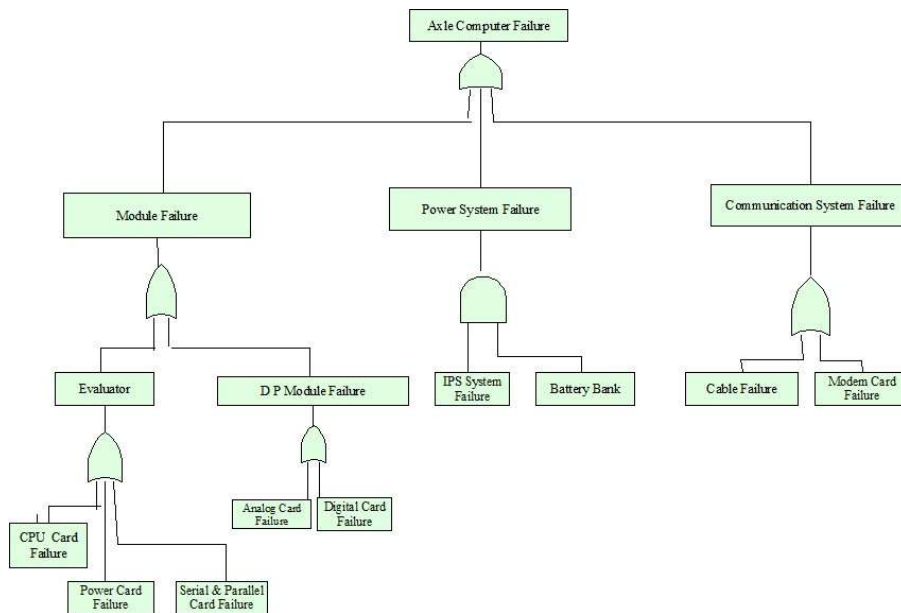 Axle Computer Failure
Module Failure
Power System Failure
Communication System Failure
Evaluator
D P Module Failure
IPS System
Failure
Battery Bank
Cable Failure
Modem Card
Failure
Analog Card
Failure
Digital Card
Failure
CPU Card
Failure
Power Card
Failure
Serial & Parallel
Card Failure